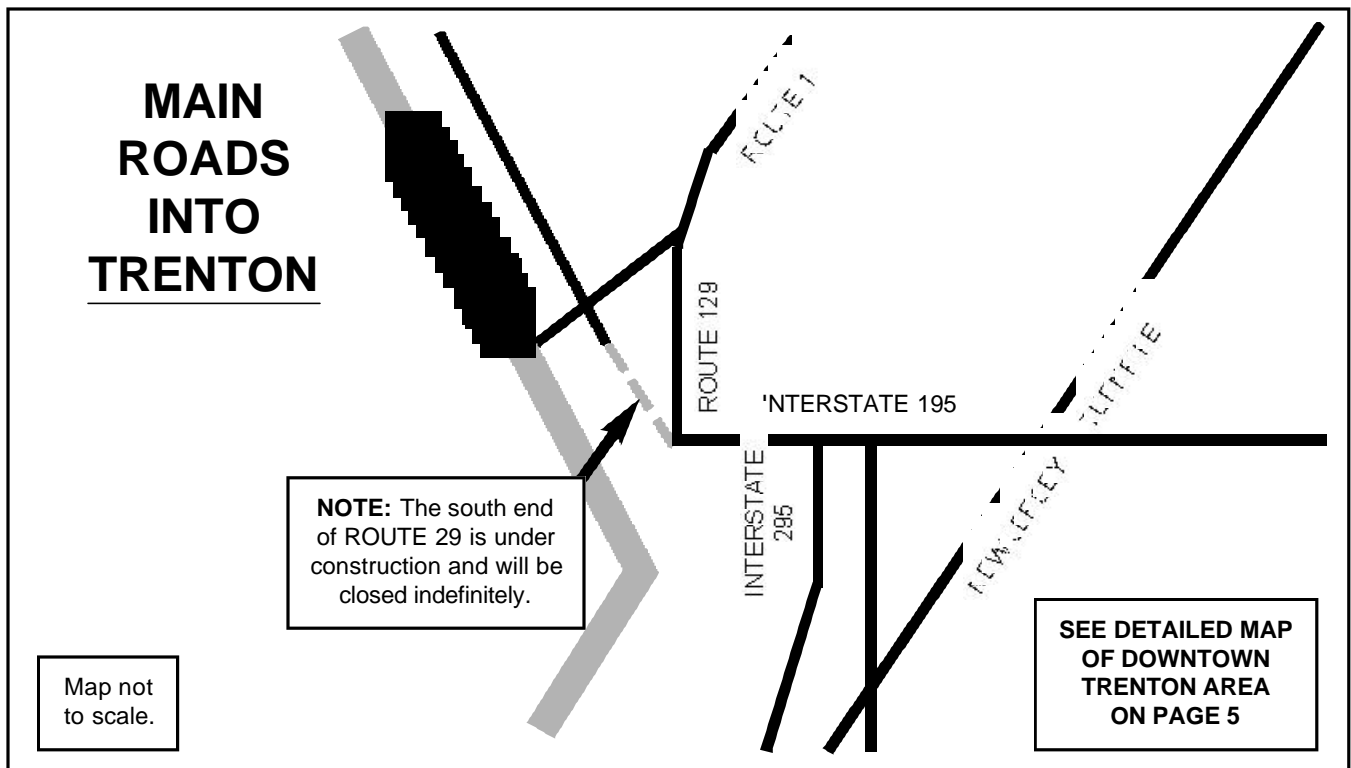 MAIN
ROADS
INTO
TRENTON
ROUTE 1
ROUTE 129
'NTERSTATE 195
INTERSTATE
295
NOTE: The south end
of ROUTE 29 is under
construction and will be
closed indefinitely.
SEE DETAILED MAP
OF DOWNTOWN
TRENTON AREA
ON PAGE 5
Map not
to scale.